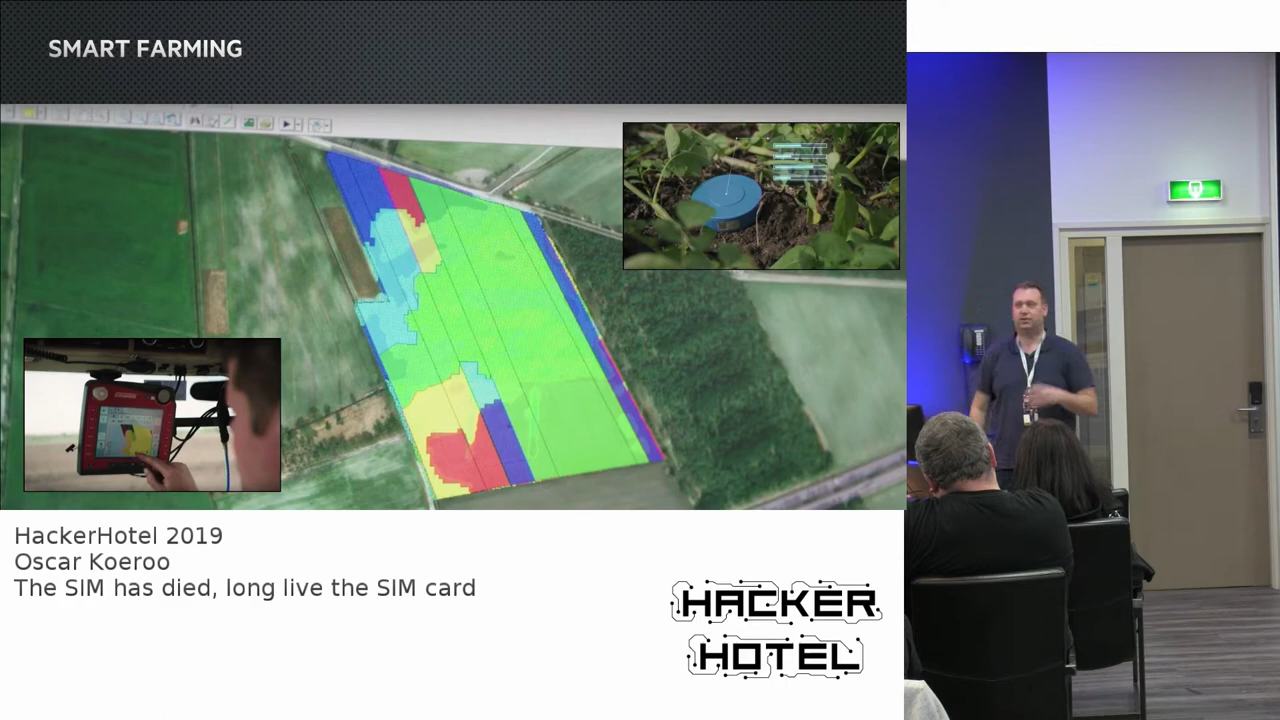 SMART FARMING
HackerHotel 2019
Oscar Koeroo
The SIM has died, long live the SIM card
HACKER
HOTEL